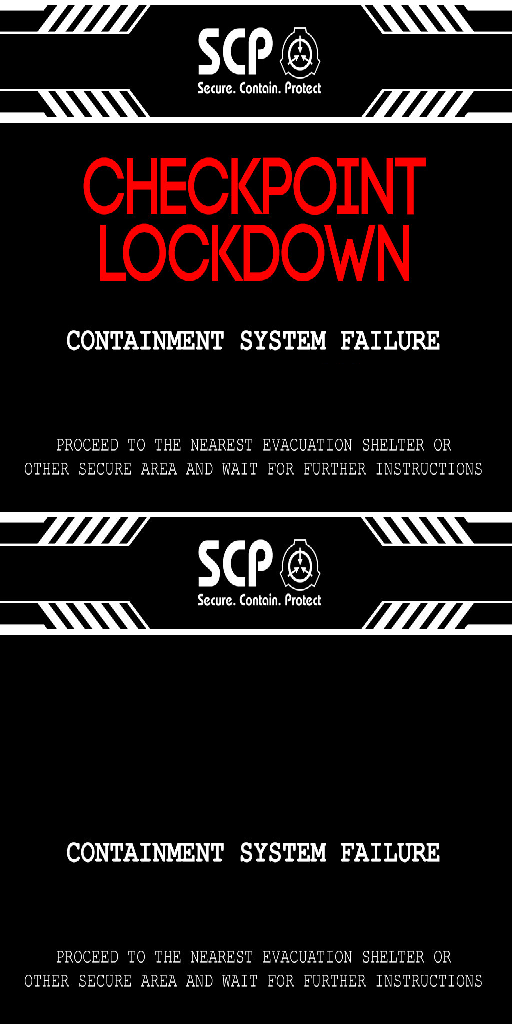 SCP
Secure. Contain. Protect
CHECKPOINT
LOCKDOWN
CONTAINMENT SYSTEM FAILURE
PROCEED TO THE NEAREST EVACUATION SHELTER OR
OTHER SECURE AREA AND WAIT FOR FURTHER INSTRUCTIONS
SCP
Secure. Contain. Protect
CONTAINMENT SYSTEM FAILURE
PROCEED TO THE NEAREST EVACUATION SHELTER OR
OTHER SECURE AREA AND WAIT FOR FURTHER INSTRUCTIONS